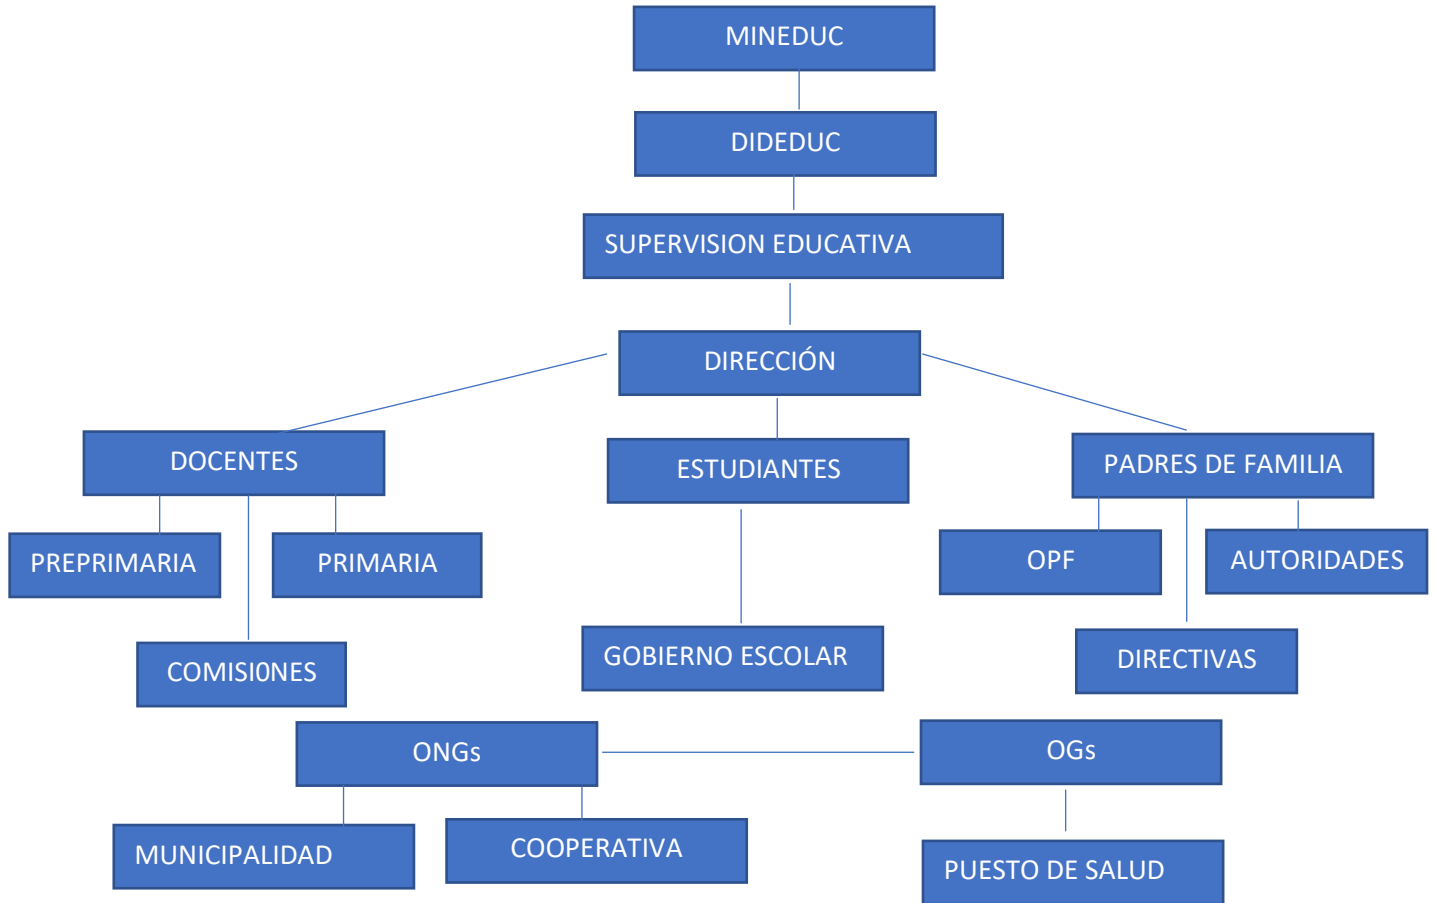 MINEDUC
DIDEDUC
SUPERVISION EDUCATIVA
DIRECCIÓN
DOCENTES
ESTUDIANTES
PADRES DE FAMILIA
PREPRIMARIA
PRIMARIA
OPF
AUTORIDADES
COMISI0NES
GOBIERNO ESCOLAR
DIRECTIVAS
ONGs
OGs
MUNICIPALIDAD
COOPERATIVA
PUESTO DE SALUD